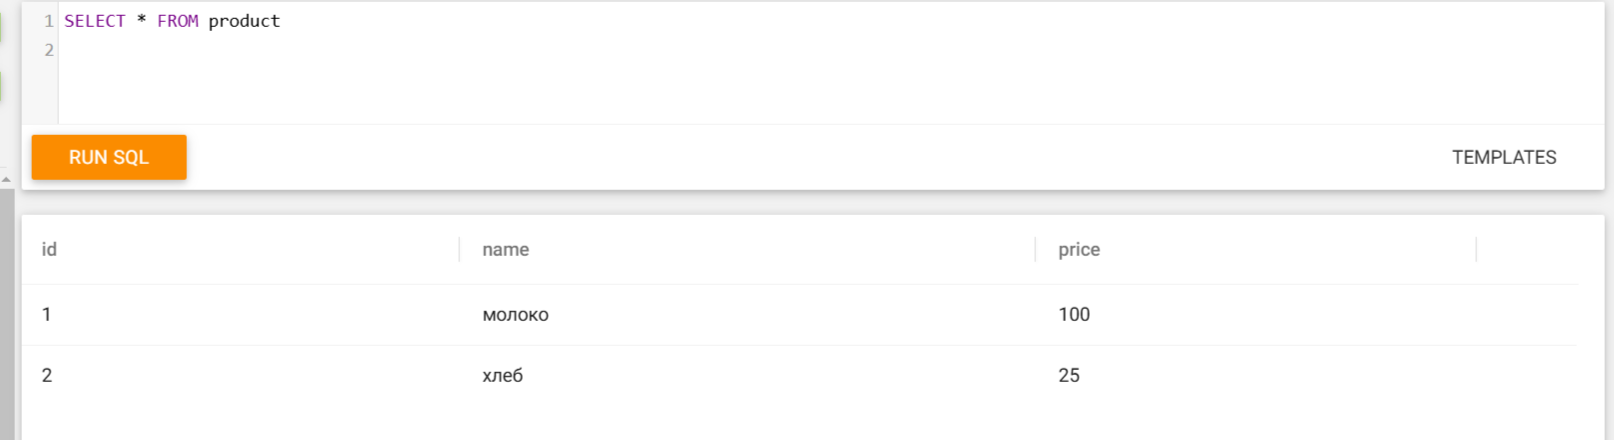 1 SELECT * FROM product
2
RUN SQL TEMPLATES
id name price
1 молоко 100
2 хлеб 25